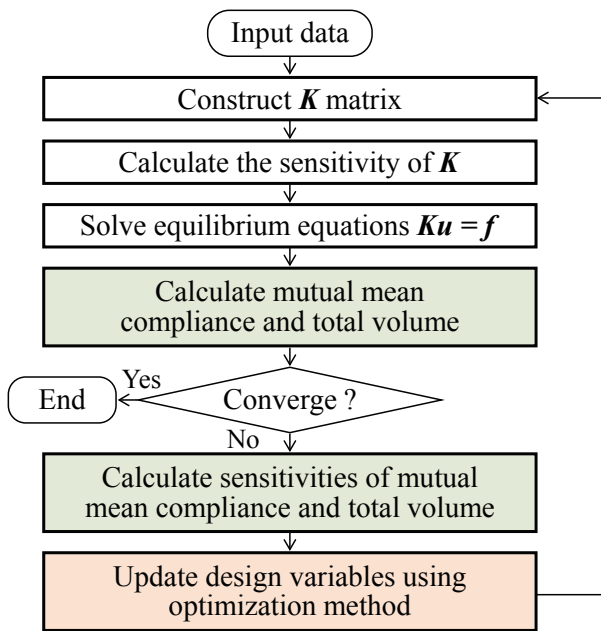 Input data
Construct K matrix
Calculate the sensitivity of K
Solve equilibrium equations Ku = f
Calculate mutual mean
compliance and total volume
Yes
End
Converge ?
No
Calculate sensitivities of mutual
mean compliance and total volume
Update design variables using
optimization method